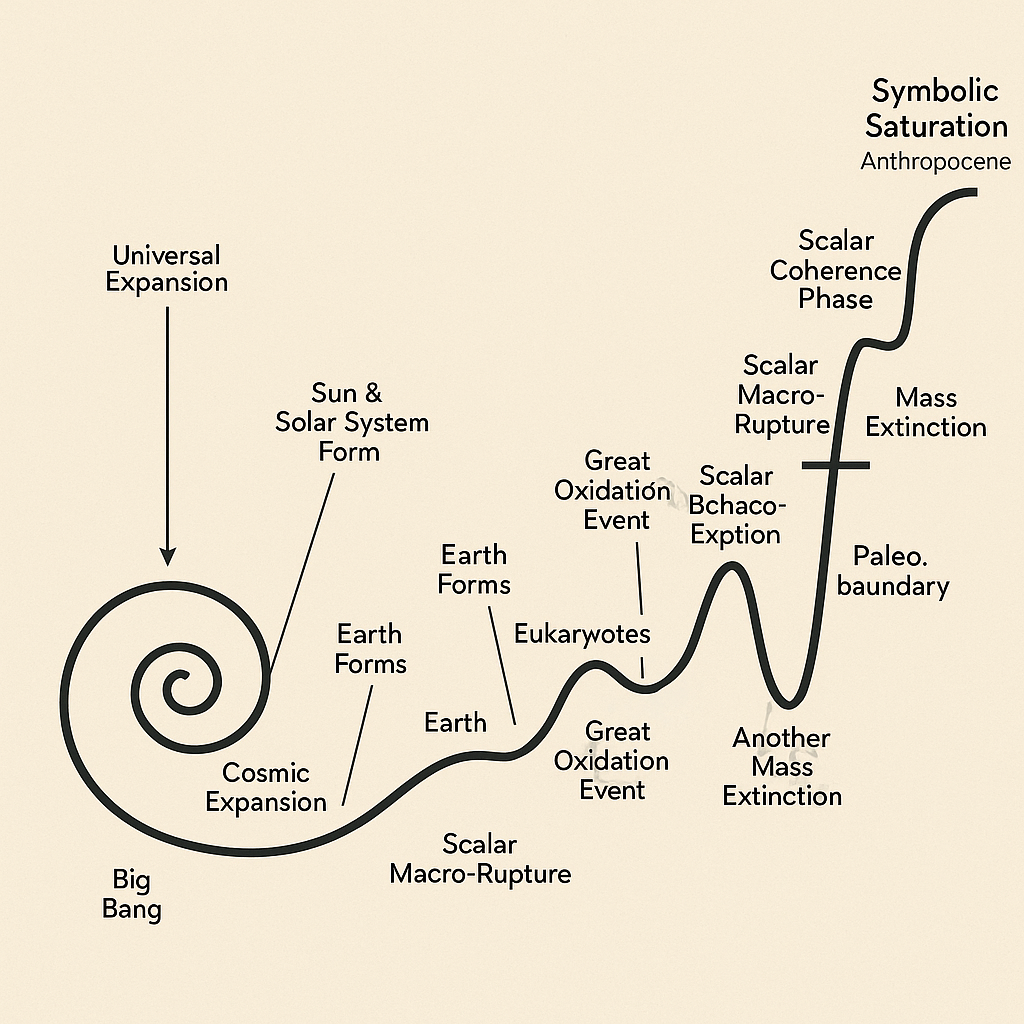 Symbolic
Saturation
Anthropocene
Universal
Expansion
Scalar
Coherence
Phase
Sun &
Solar System
Form
Scalar
Macro-
Rupture
Mass
Extinction
Great
Oxidation
Event
Scalar
Bchaco-
Exption
Earth
Forms
Paleo.
baundary
Earth
Forms
Eukarywotes
Earth
Great
Oxidation
Event
Another
Mass
Extinction
Cosmic
Expansion
Scalar
Macro-Rupture
Big
Bang